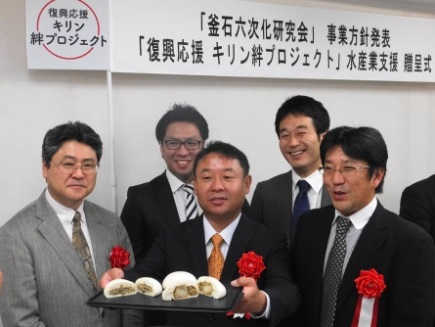 復興応援
キリン
絆プロジェクト
「釜石六次化研究会」 事業方針発表
「復興応援 キリン絆プロジェクト」水産業支援 贈呈式